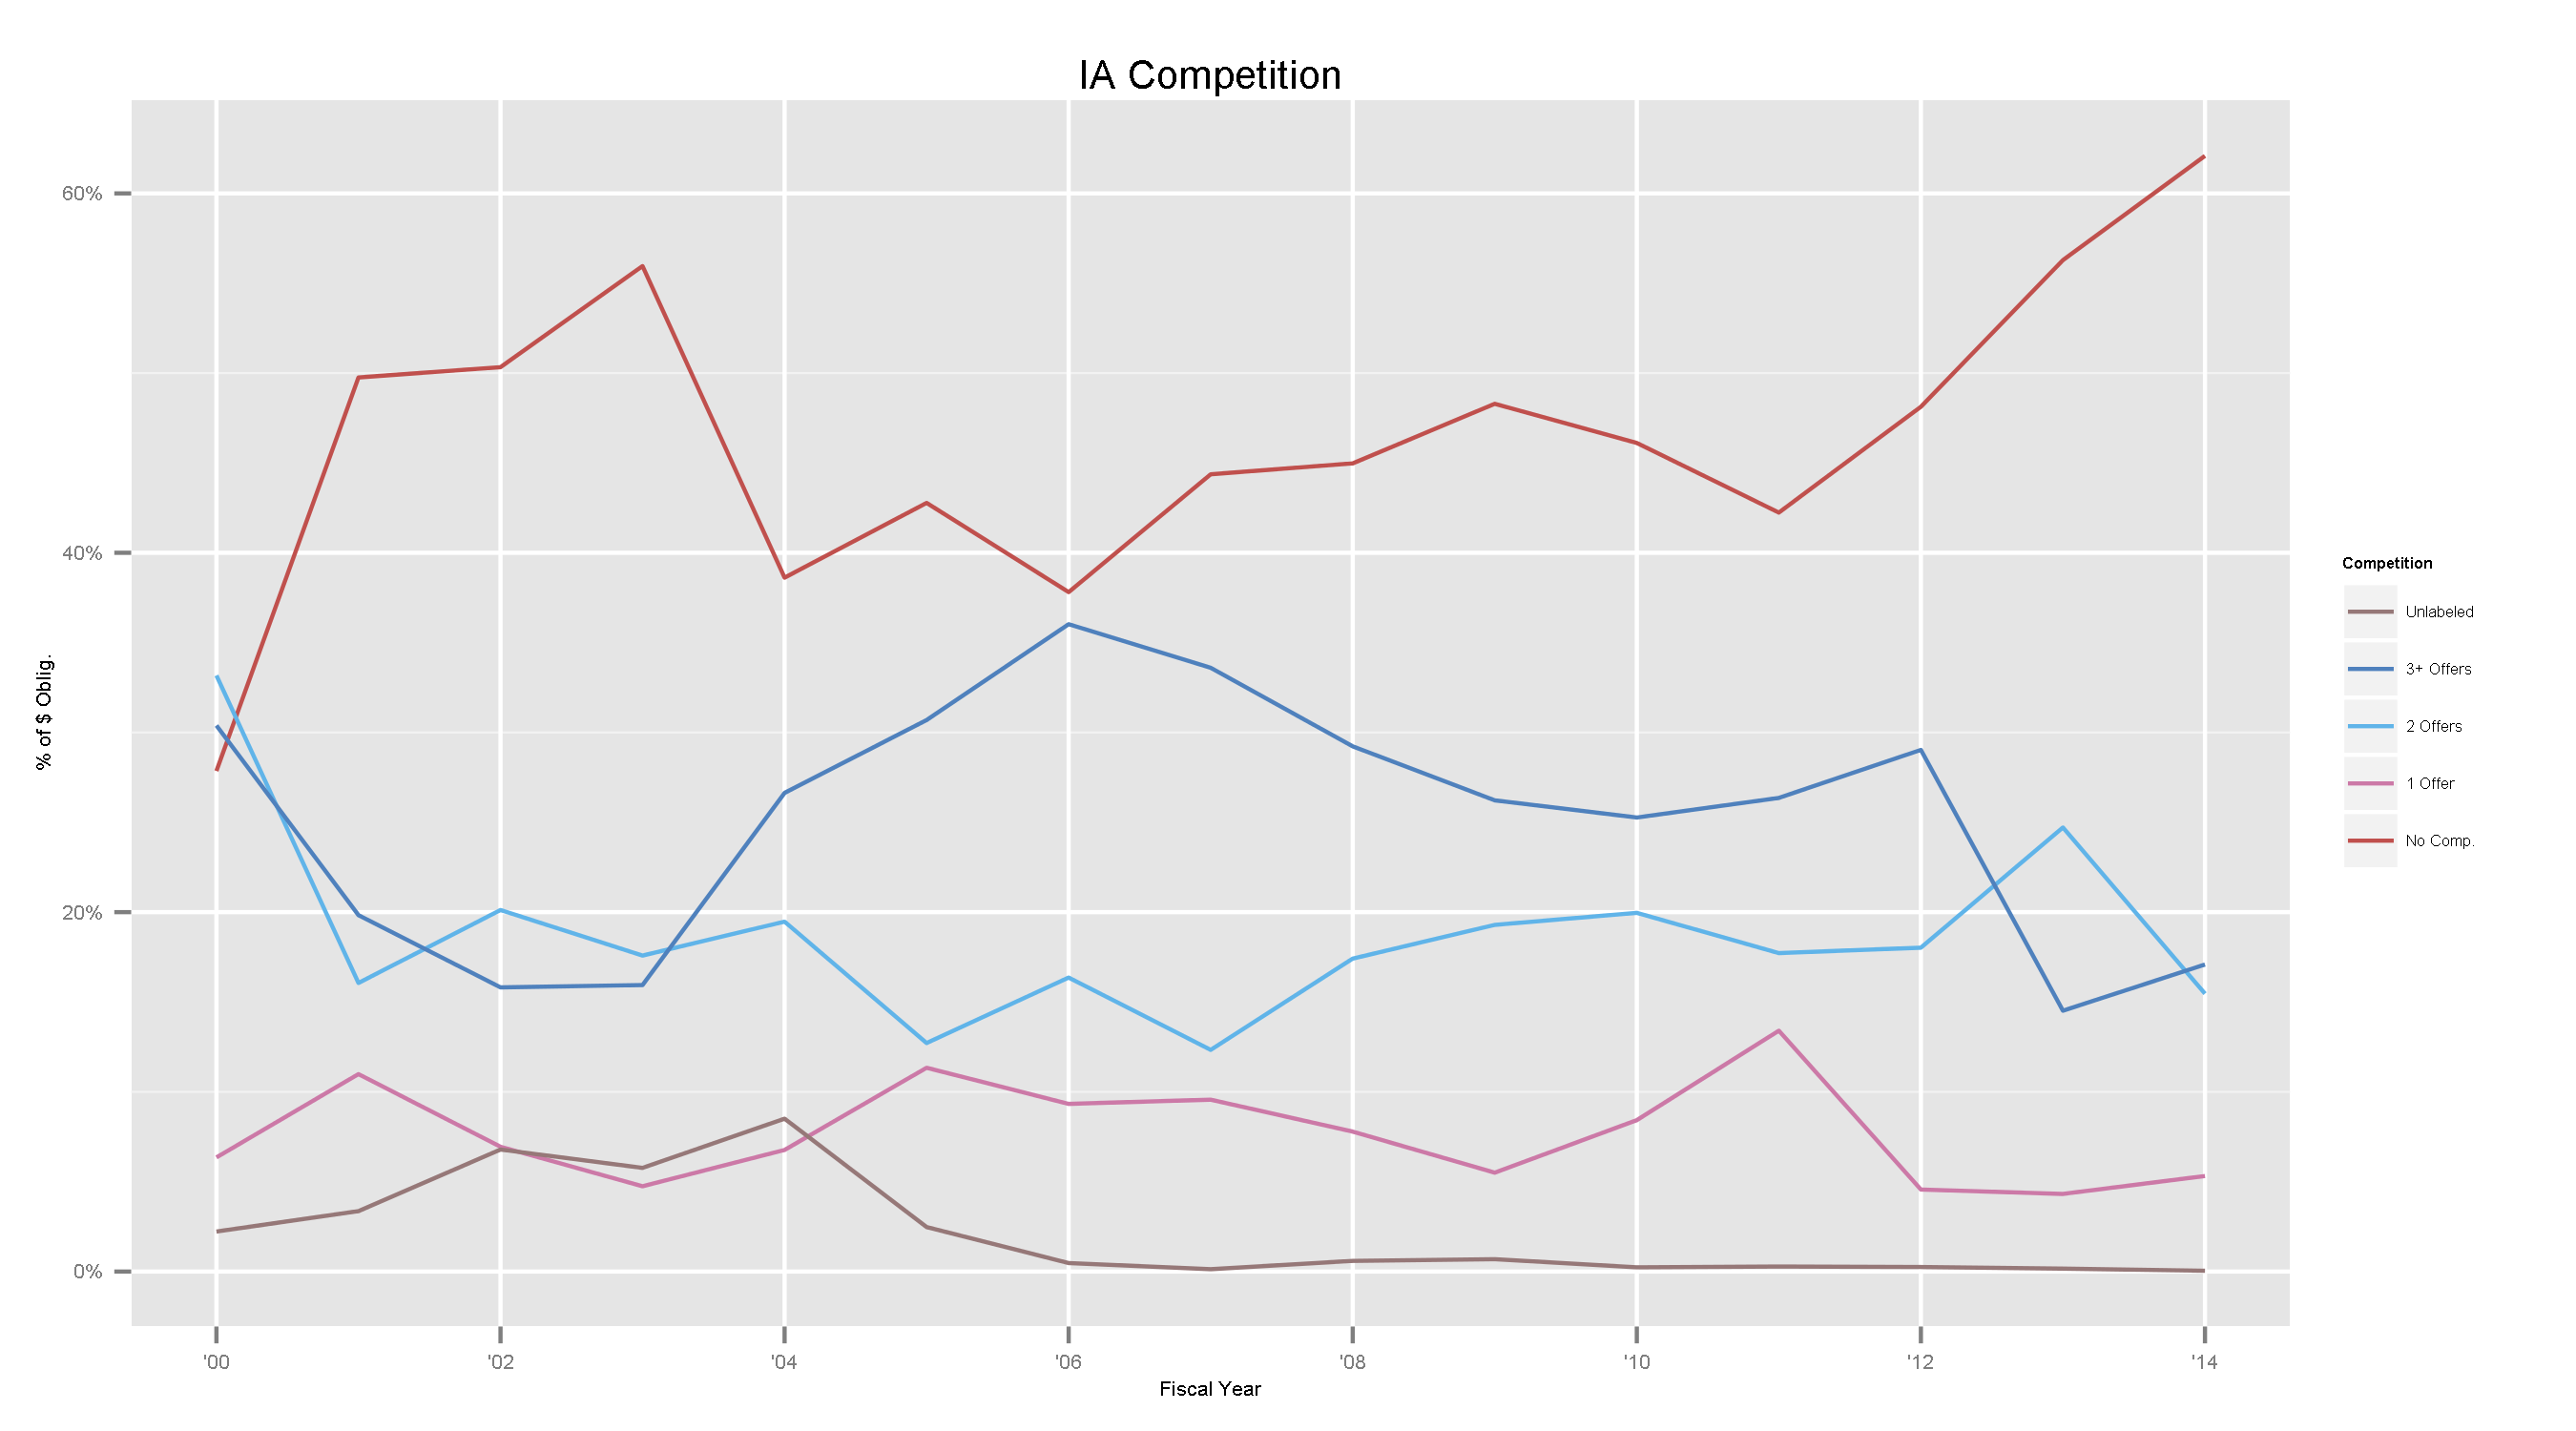 IA Competition
60%
40%
20%
0%
% of $ Oblig.
'00 '02 '04 '06 '08 '10 '12 '14
Fiscal Year
Competition
Unlabeled
3+ Offers
2 Offers
1 Offer
No Comp.